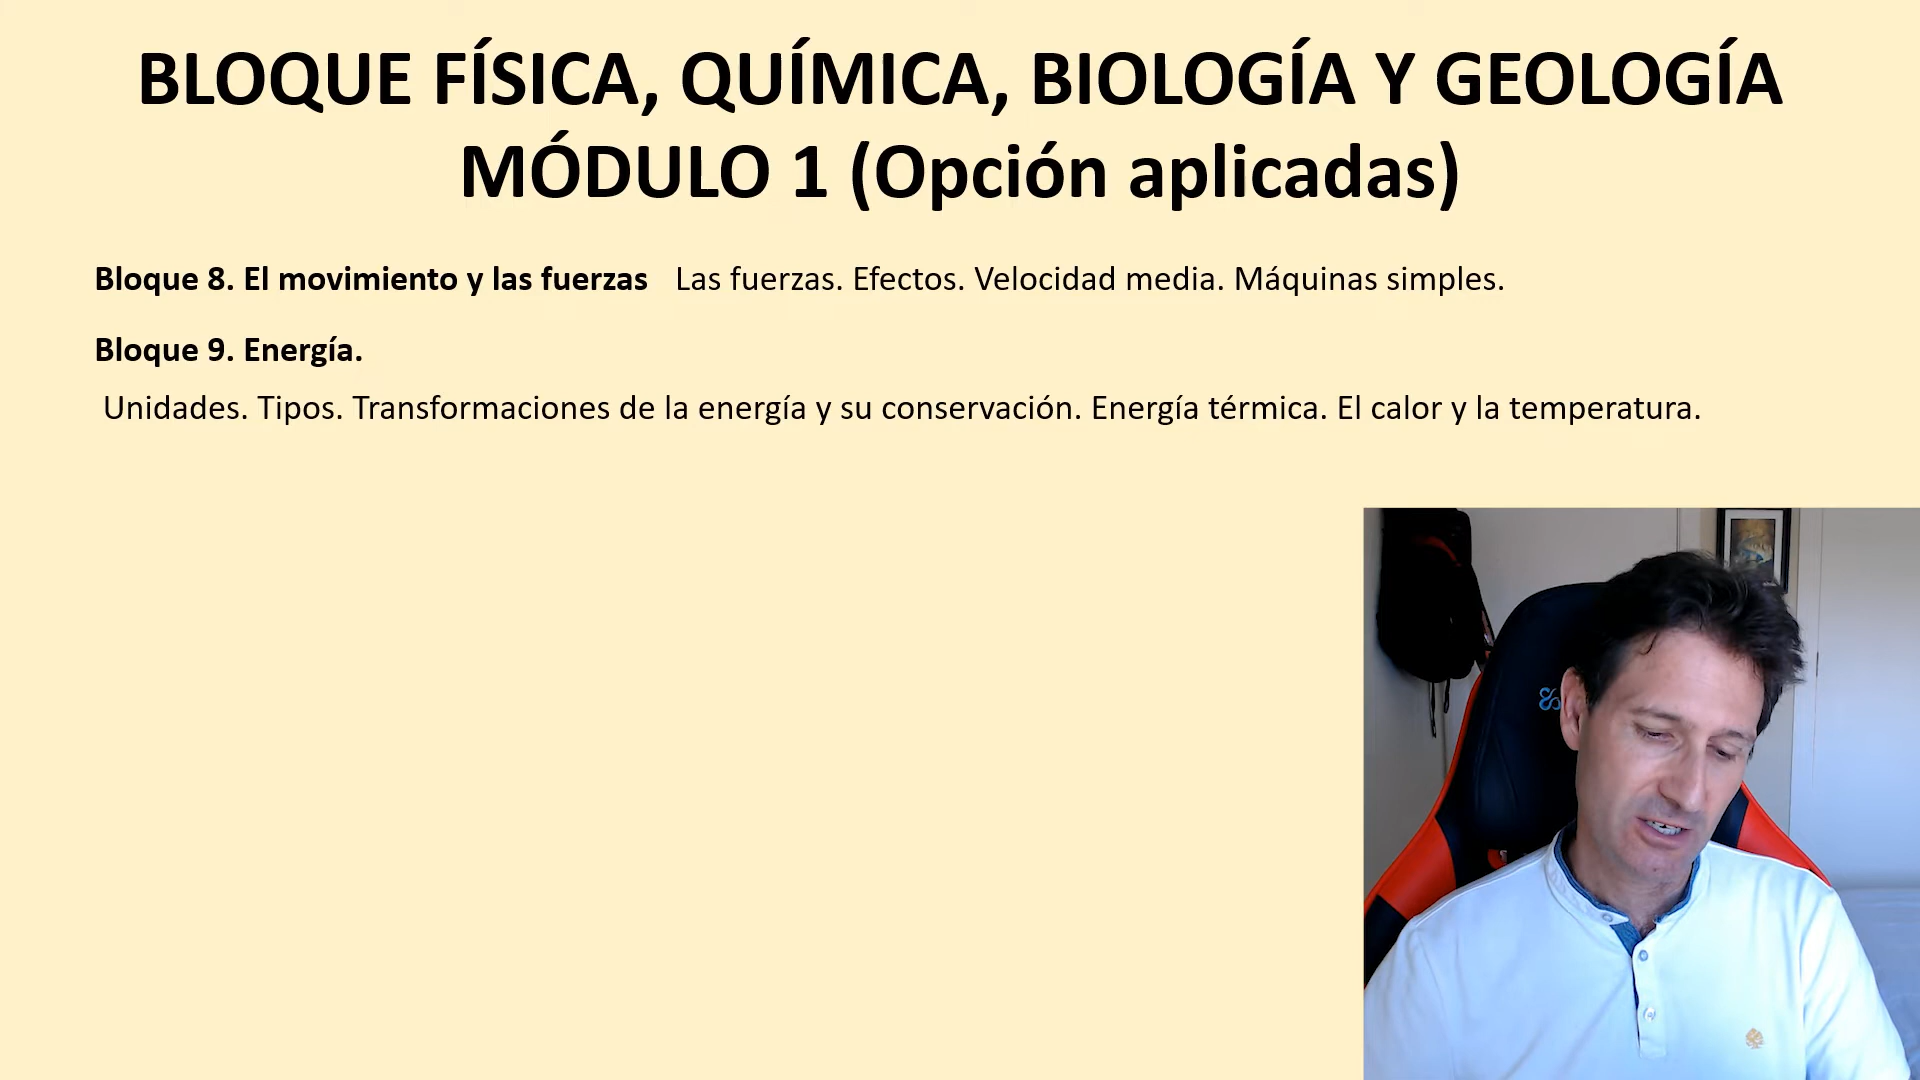 BLOQUE FÍSICA, QUÍMICA, BIOLOGÍA Y GEOLOGÍA
MÓDULO 1 (Opción aplicadas)
Bloque 8. El movimiento y las fuerzas Las fuerzas. Efectos. Velocidad media. Máquinas simples.
Bloque 9. Energía.
Unidades. Tipos. Transformaciones de la energía y su conservación. Energía térmica. El calor y la temperatura.